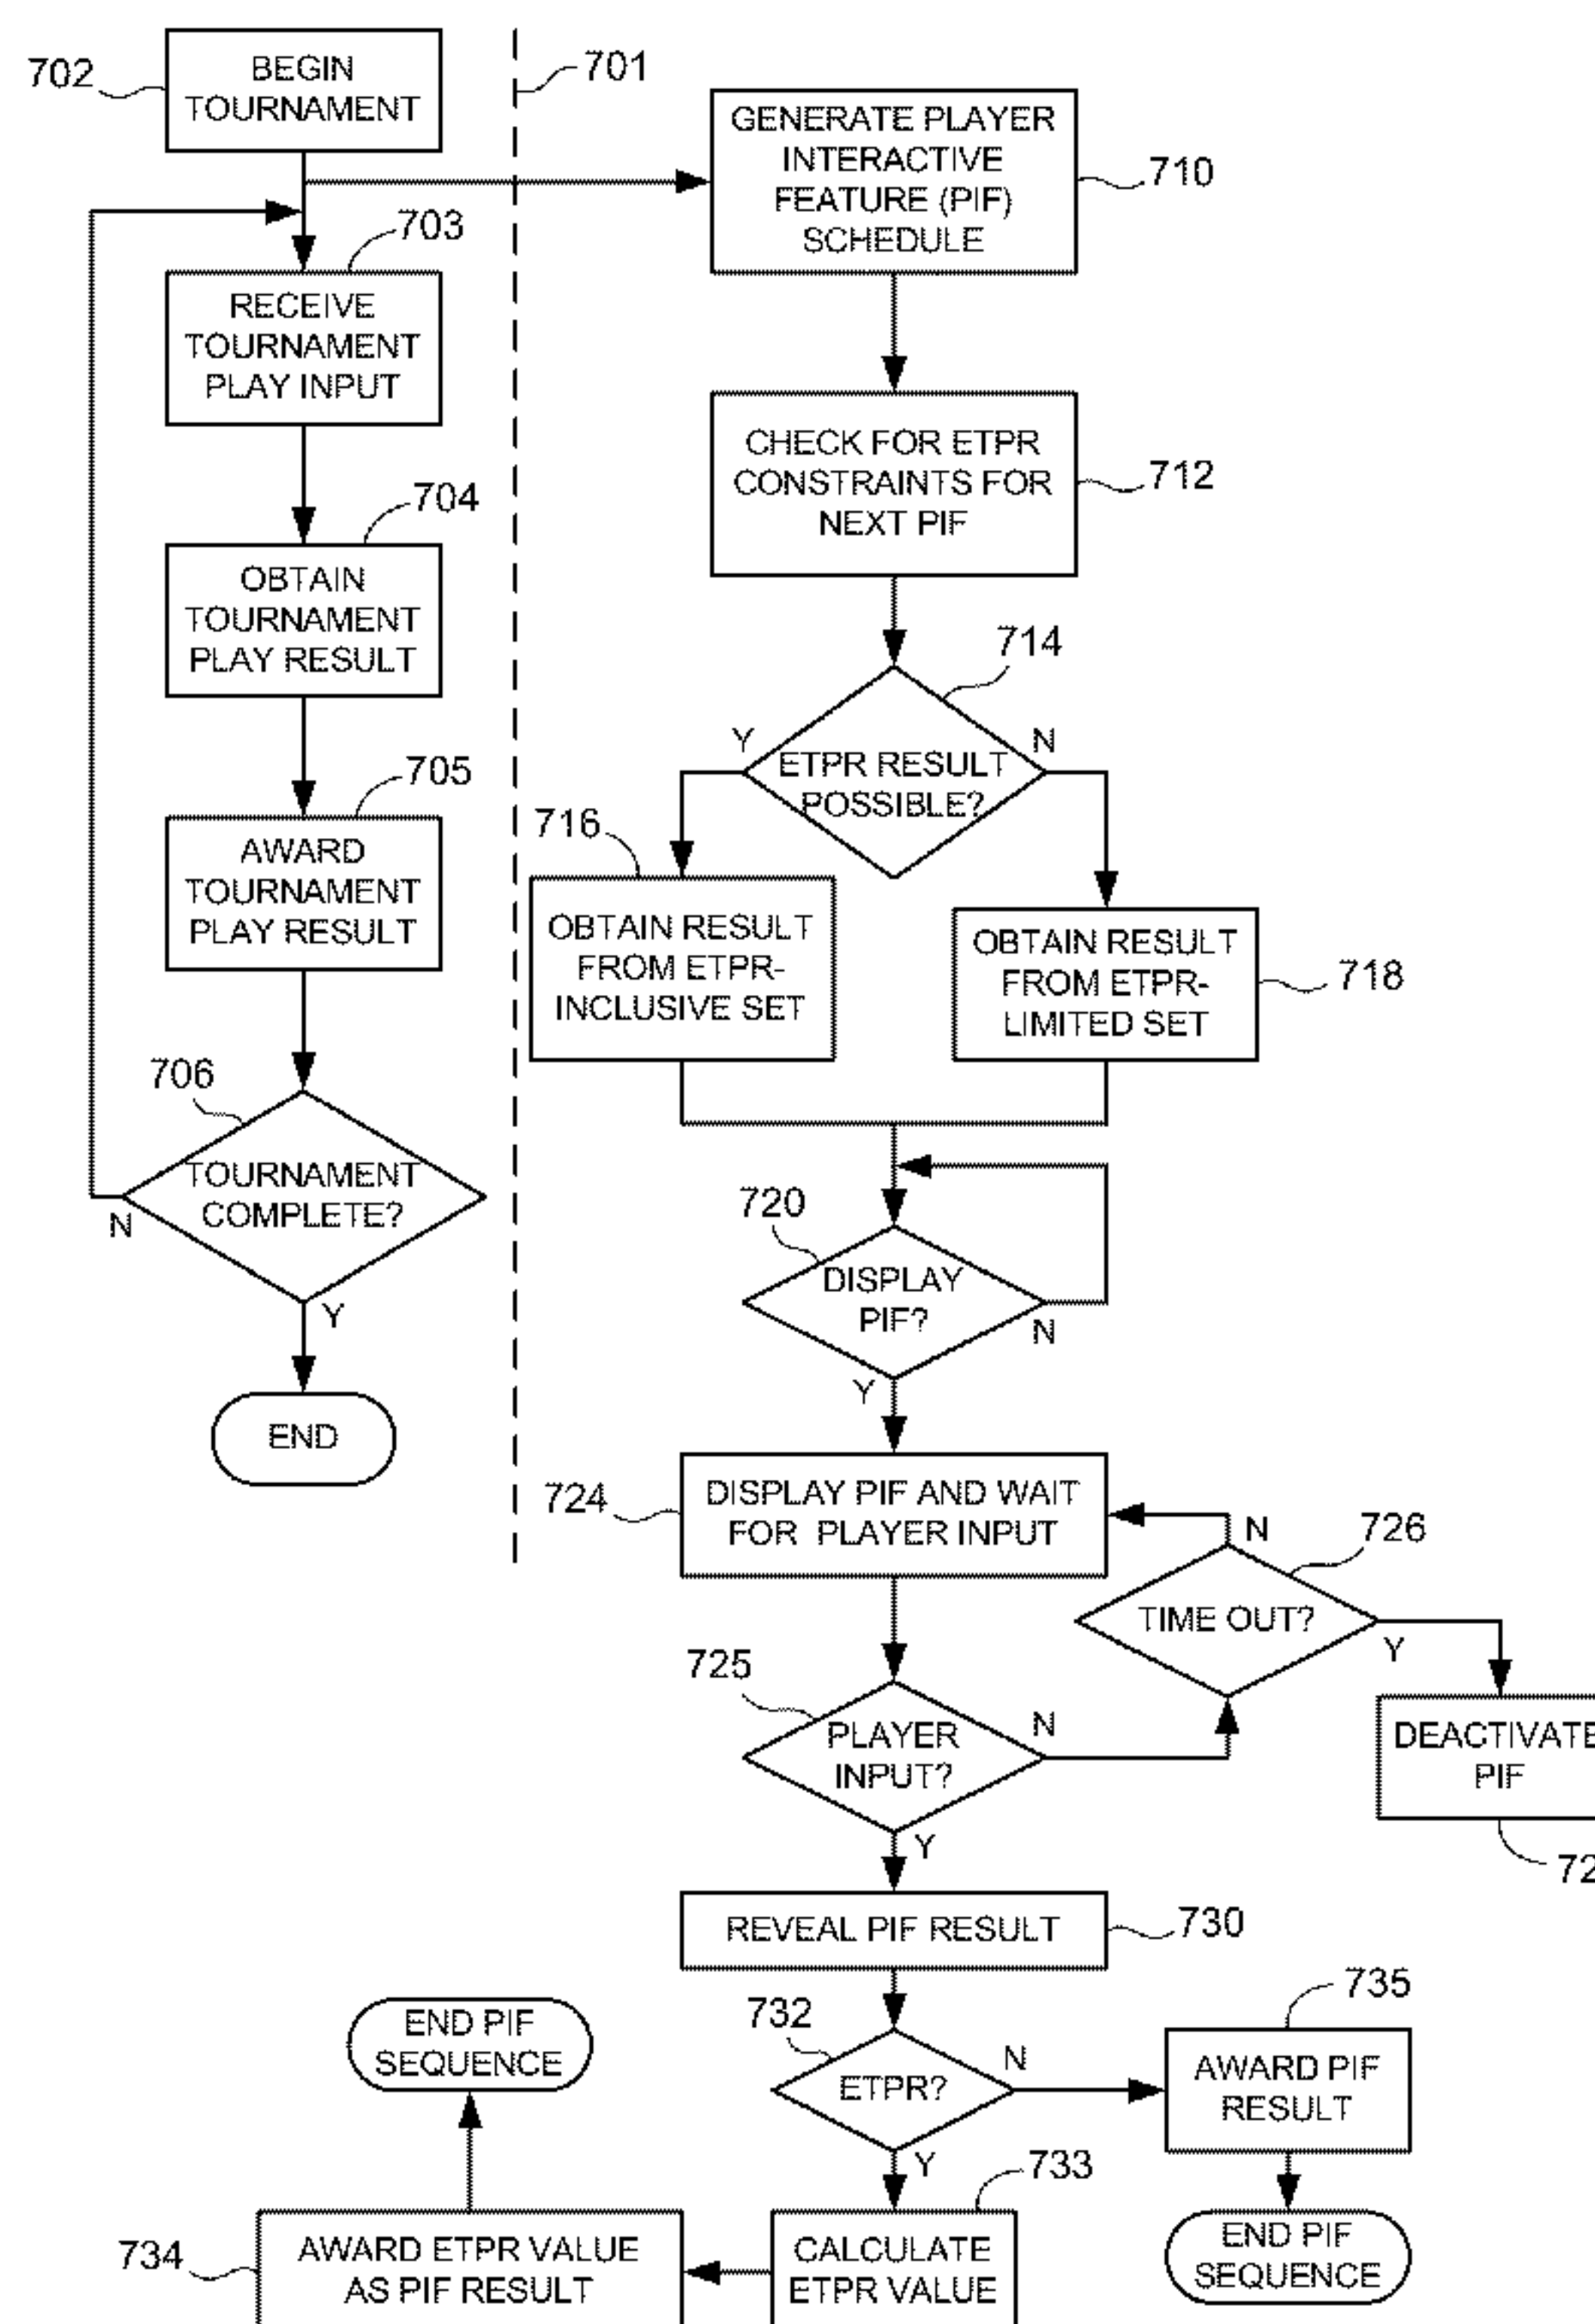 702
BEGIN
TOURNAMENT
701
703
RECEIVE
TOURNAMENT
PLAY INPUT
704
OBTAIN
TOURNAMENT
PLAY RESULT
705
AWARD
TOURNAMENT
PLAY RESULT
706
TOURNAMENT
COMPLETE?
N
Y
END
GENERATE PLAYER
INTERACTIVE
FEATURE (PIF)
SCHEDULE
710
CHECK FOR ETPR
CONSTRAINTS FOR
NEXT PIF
712
714
Y
N
ETPR RESULT
POSSIBLE?
716
OBTAIN RESULT
FROM ETPR-
INCLUSIVE SET
OBTAIN RESULT
FROM ETPR-
LIMITED SET
718
720
DISPLAY
PIF?
N
Y
724
DISPLAY PIF AND WAIT
FOR PLAYER INPUT
N
726
TIME OUT?
Y
725
PLAYER
INPUT?
N
Y
DEACTIVATE
PIF
72
REVEAL PIF RESULT
730
732
ETPR?
N
Y
735
AWARD PIF
RESULT
END PIF
SEQUENCE
733
CALCULATE
ETPR VALUE
734
AWARD ETPR VALUE
AS PIF RESULT
END PIF
SEQUENCE